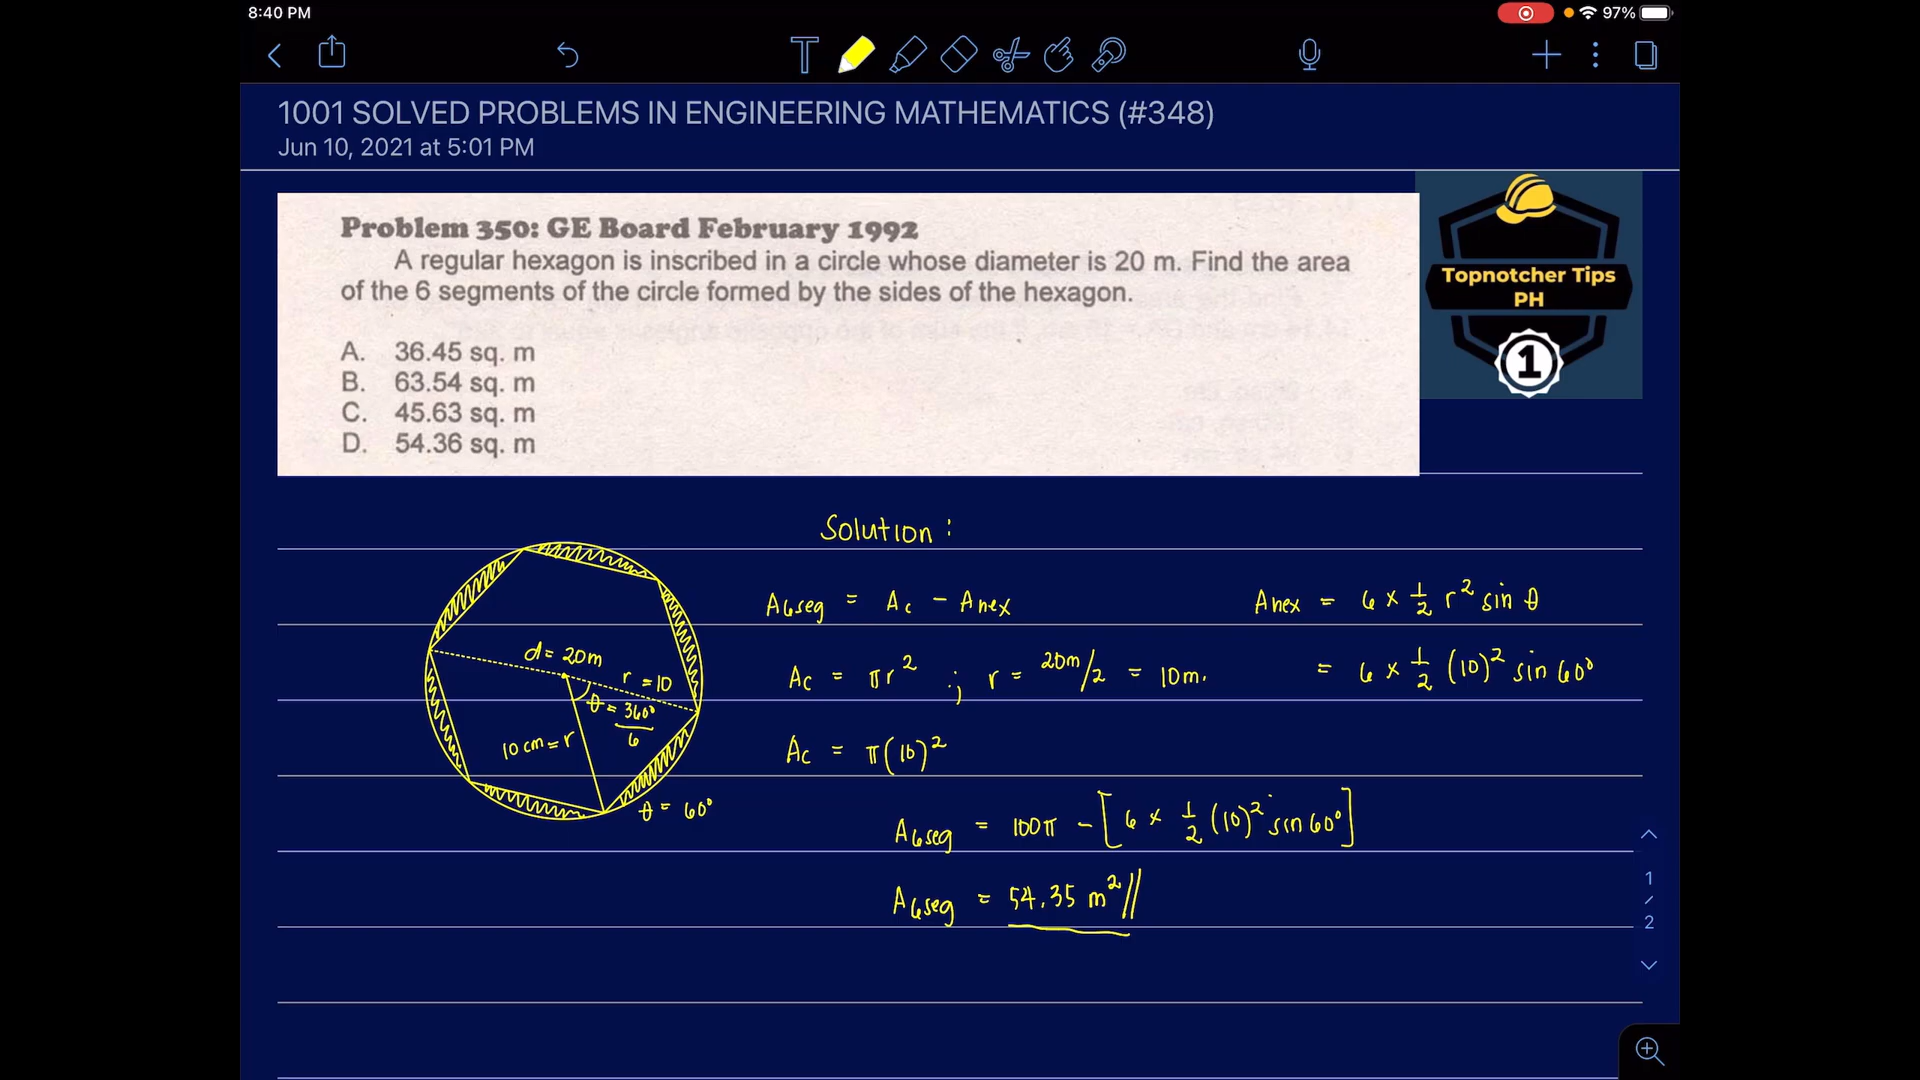 8:40 PM
97%
1001 SOLVED PROBLEMS IN ENGINEERING MATHEMATICS (#348)
Jun 10, 2021 at 5:01 PM
Problem 350: GE Board February 1992
A regular hexagon is inscribed in a circle whose diameter is 20 m. Find the area
of the 6 segments of the circle formed by the sides of the hexagon.
A. 36.45 sq. m
B. 63.54 sq. m
C. 45.63 sq. m
D. 54.36 sq. m
Topnotcher Tips
PH
1
Solution :
d = 20m
r = 10
θ = 360°/6
10 cm = r
θ = 60°
A6seg = Ac - Ahex
Ac = πr² ; r = 20m/2 = 10m.
Ac = π(10)²
Ahex = 6 × 1/2 r² sin θ
= 6 × 1/2 (10)² sin 60°
A6seg = 100π - [6 × 1/2 (10)² sin 60°]
A6seg = 54.35 m² //
1
/
2